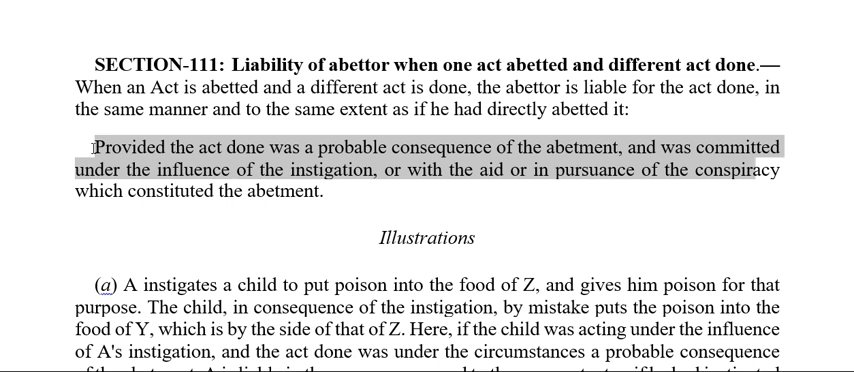 SECTION-111: Liability of abettor when one act abetted and different act done.—
When an Act is abetted and a different act is done, the abettor is liable for the act done, in
the same manner and to the same extent as if he had directly abetted it:
Provided the act done was a probable consequence of the abetment, and was committed
under the influence of the instigation, or with the aid or in pursuance of the conspiracy
which constituted the abetment.
Illustrations
(a) A instigates a child to put poison into the food of Z, and gives him poison for that
purpose. The child, in consequence of the instigation, by mistake puts the poison into the
food of Y, which is by the side of that of Z. Here, if the child was acting under the influence
of A's instigation, and the act done was under the circumstances a probable consequence